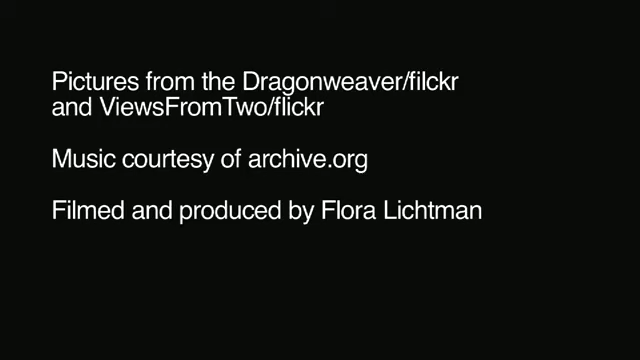 Pictures from the Dragonweaver/filckr
and ViewsFromTwo/flickr
Music courtesy of archive.org
Filmed and produced by Flora Lichtman